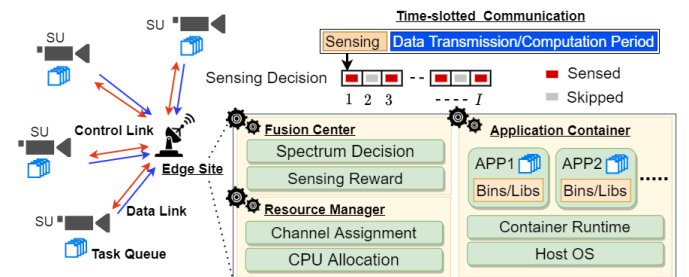 Time-slotted Communication
Sensing
Data Transmission/Computation Period
Sensing Decision
1 2 3 ----- I
Sensed
Skipped
SU
SU
SU
SU
Control Link
Edge Site
Data Link
Task Queue
Fusion Center
Spectrum Decision
Sensing Reward
Resource Manager
Channel Assignment
CPU Allocation
Application Container
APP1
Bins/Libs
APP2
Bins/Libs
.....
Container Runtime
Host OS